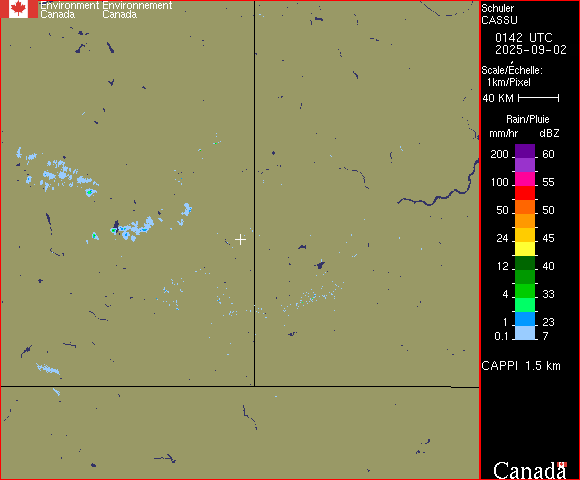 Environment Environnement
Canada Canada
Schuler
CASSU
0142 UTC
2025-09-02
Scale/Échelle:
1km/Pixel
40 KM
Rain/Pluie
mm/hr dBZ
200 60
100 55
50 50
24 45
12 40
4 33
1 23
0.1 7
CAPPI 1.5 km
Canada